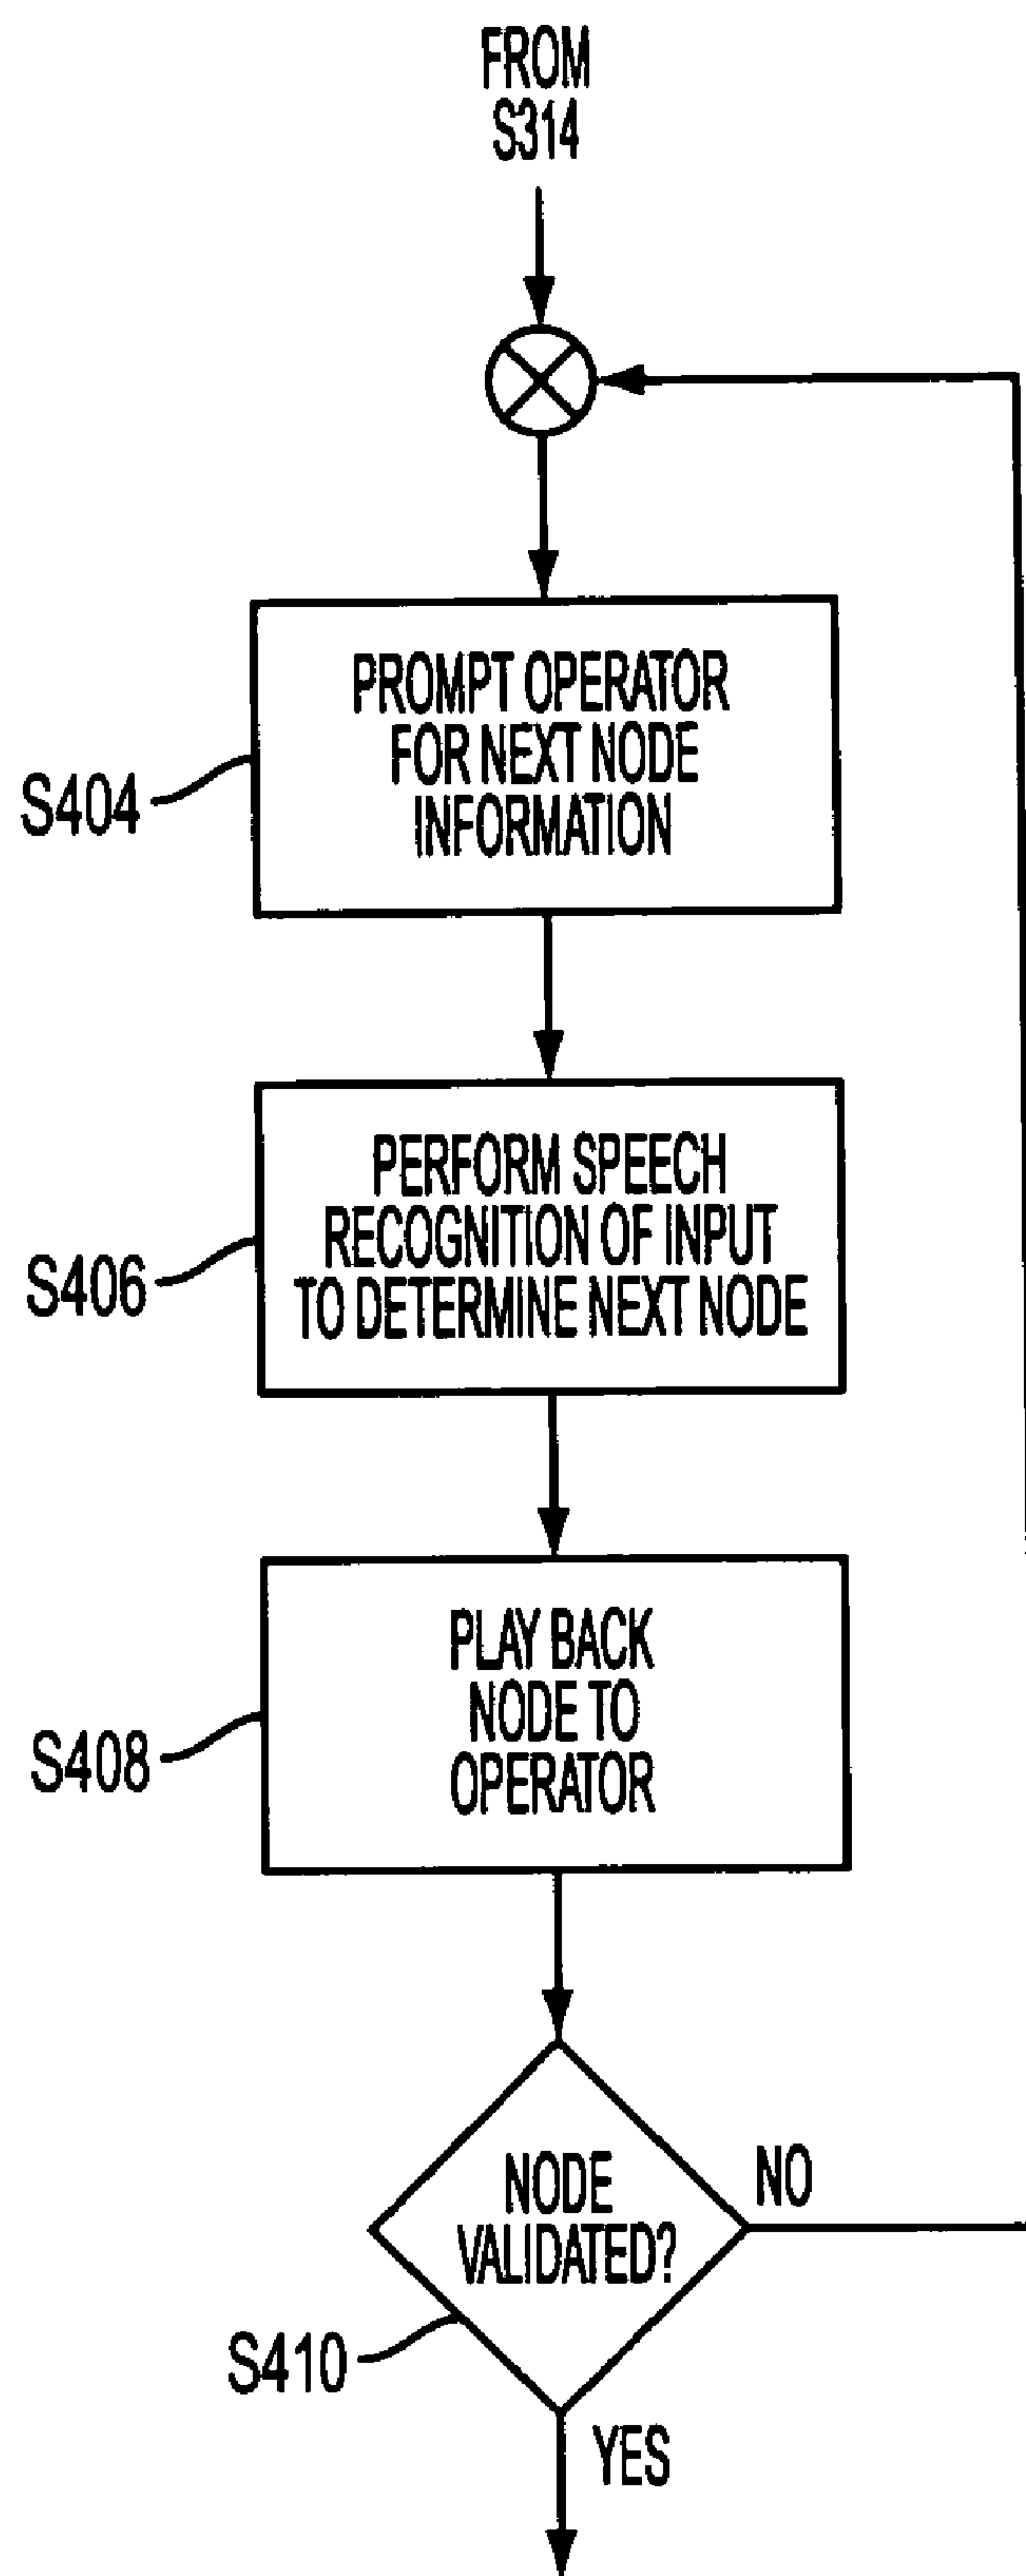 FROM
S314
PROMPT OPERATOR
FOR NEXT NODE
INFORMATION
S404
PERFORM SPEECH
RECOGNITION OF INPUT
TO DETERMINE NEXT NODE
S406
PLAY BACK
NODE TO
OPERATOR
S408
NODE
VALIDATED?
NO
S410
YES